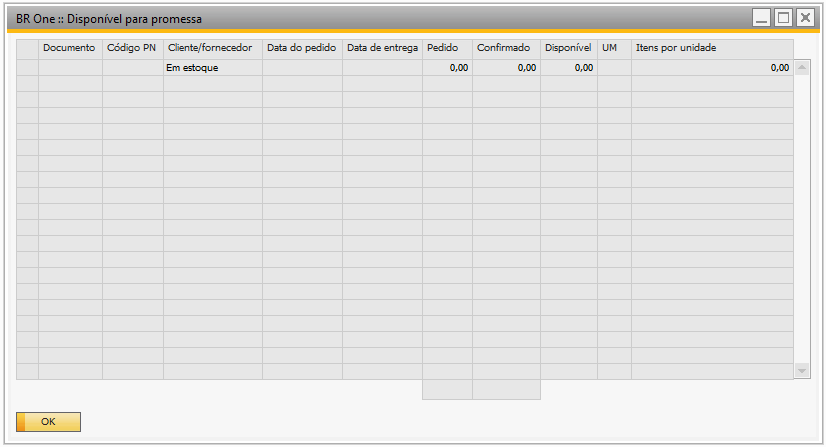 BR One :: Disponível para promessa
Documento Código PN Cliente/fornecedor Data do pedido Data de entrega Pedido Confirmado Disponível UM Itens por unidade
Em estoque 0,00 0,00 0,00 0,00
OK